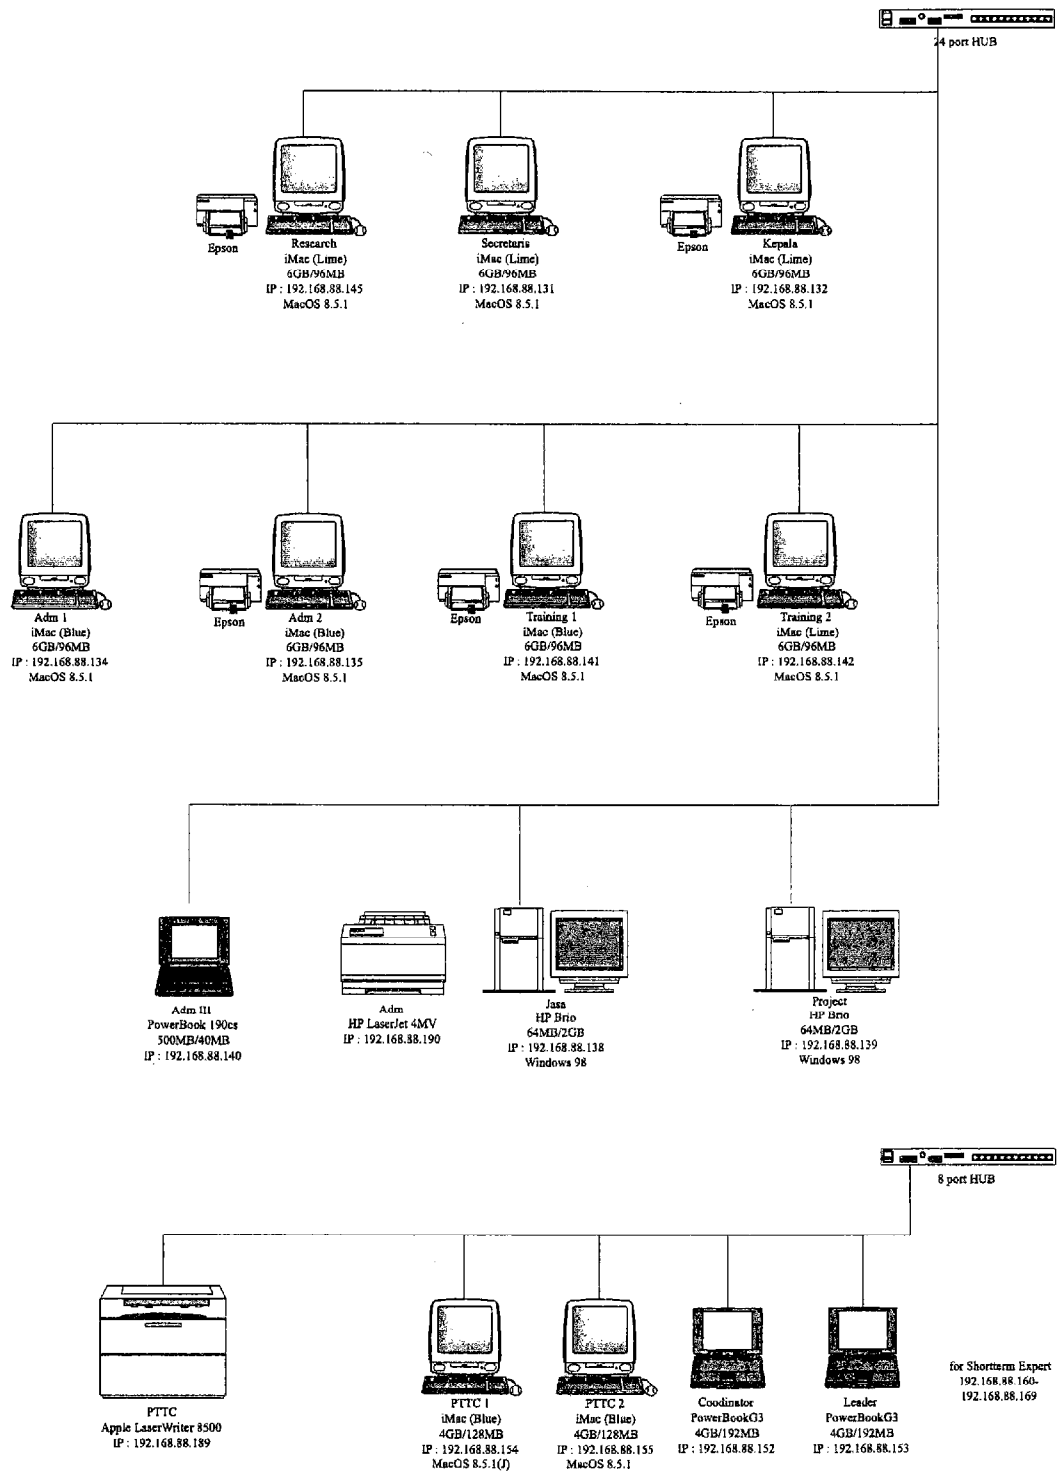 24 port HUB
Epson
Research
iMac (Lime)
6GB/96MB
IP : 192.168.88.145
MacOS 8.5.1
Secretaris
iMac (Lime)
6GB/96MB
IP : 192.168.88.131
MacOS 8.5.1
Epson
Kepala
iMac (Lime)
6GB/96MB
IP : 192.168.88.132
MacOS 8.5.1
Adm 1
iMac (Blue)
6GB/96MB
IP : 192.168.88.134
MacOS 8.5.1
Epson
Adm 2
iMac (Blue)
6GB/96MB
IP : 192.168.88.135
MacOS 8.5.1
Epson
Training 1
iMac (Blue)
6GB/96MB
IP : 192.168.88.141
MacOS 8.5.1
Epson
Training 2
iMac (Lime)
6GB/96MB
IP : 192.168.88.142
MacOS 8.5.1
Adm III
PowerBook 190cs
500MB/40MB
IP : 192.168.88.140
Adm
HP LaserJet 4MV
IP : 192.168.88.190
Jasa
HP Brio
64MB/2GB
IP : 192.168.88.138
Windows 98
Project
HP Brio
64MB/2GB
IP : 192.168.88.139
Windows 98
8 port HUB
PTTC
Apple LaserWriter 8500
IP : 192.168.88.189
PTTC 1
iMac (Blue)
4GB/128MB
IP : 192.168.88.154
MacOS 8.5.1(J)
PTTC 2
iMac (Blue)
4GB/128MB
IP : 192.168.88.155
MacOS 8.5.1
Coodinator
PowerBookG3
4GB/192MB
IP : 192.168.88.152
Leader
PowerBookG3
4GB/192MB
IP : 192.168.88.153
for Shortterm Expert
192.168.88.160-
192.168.88.169